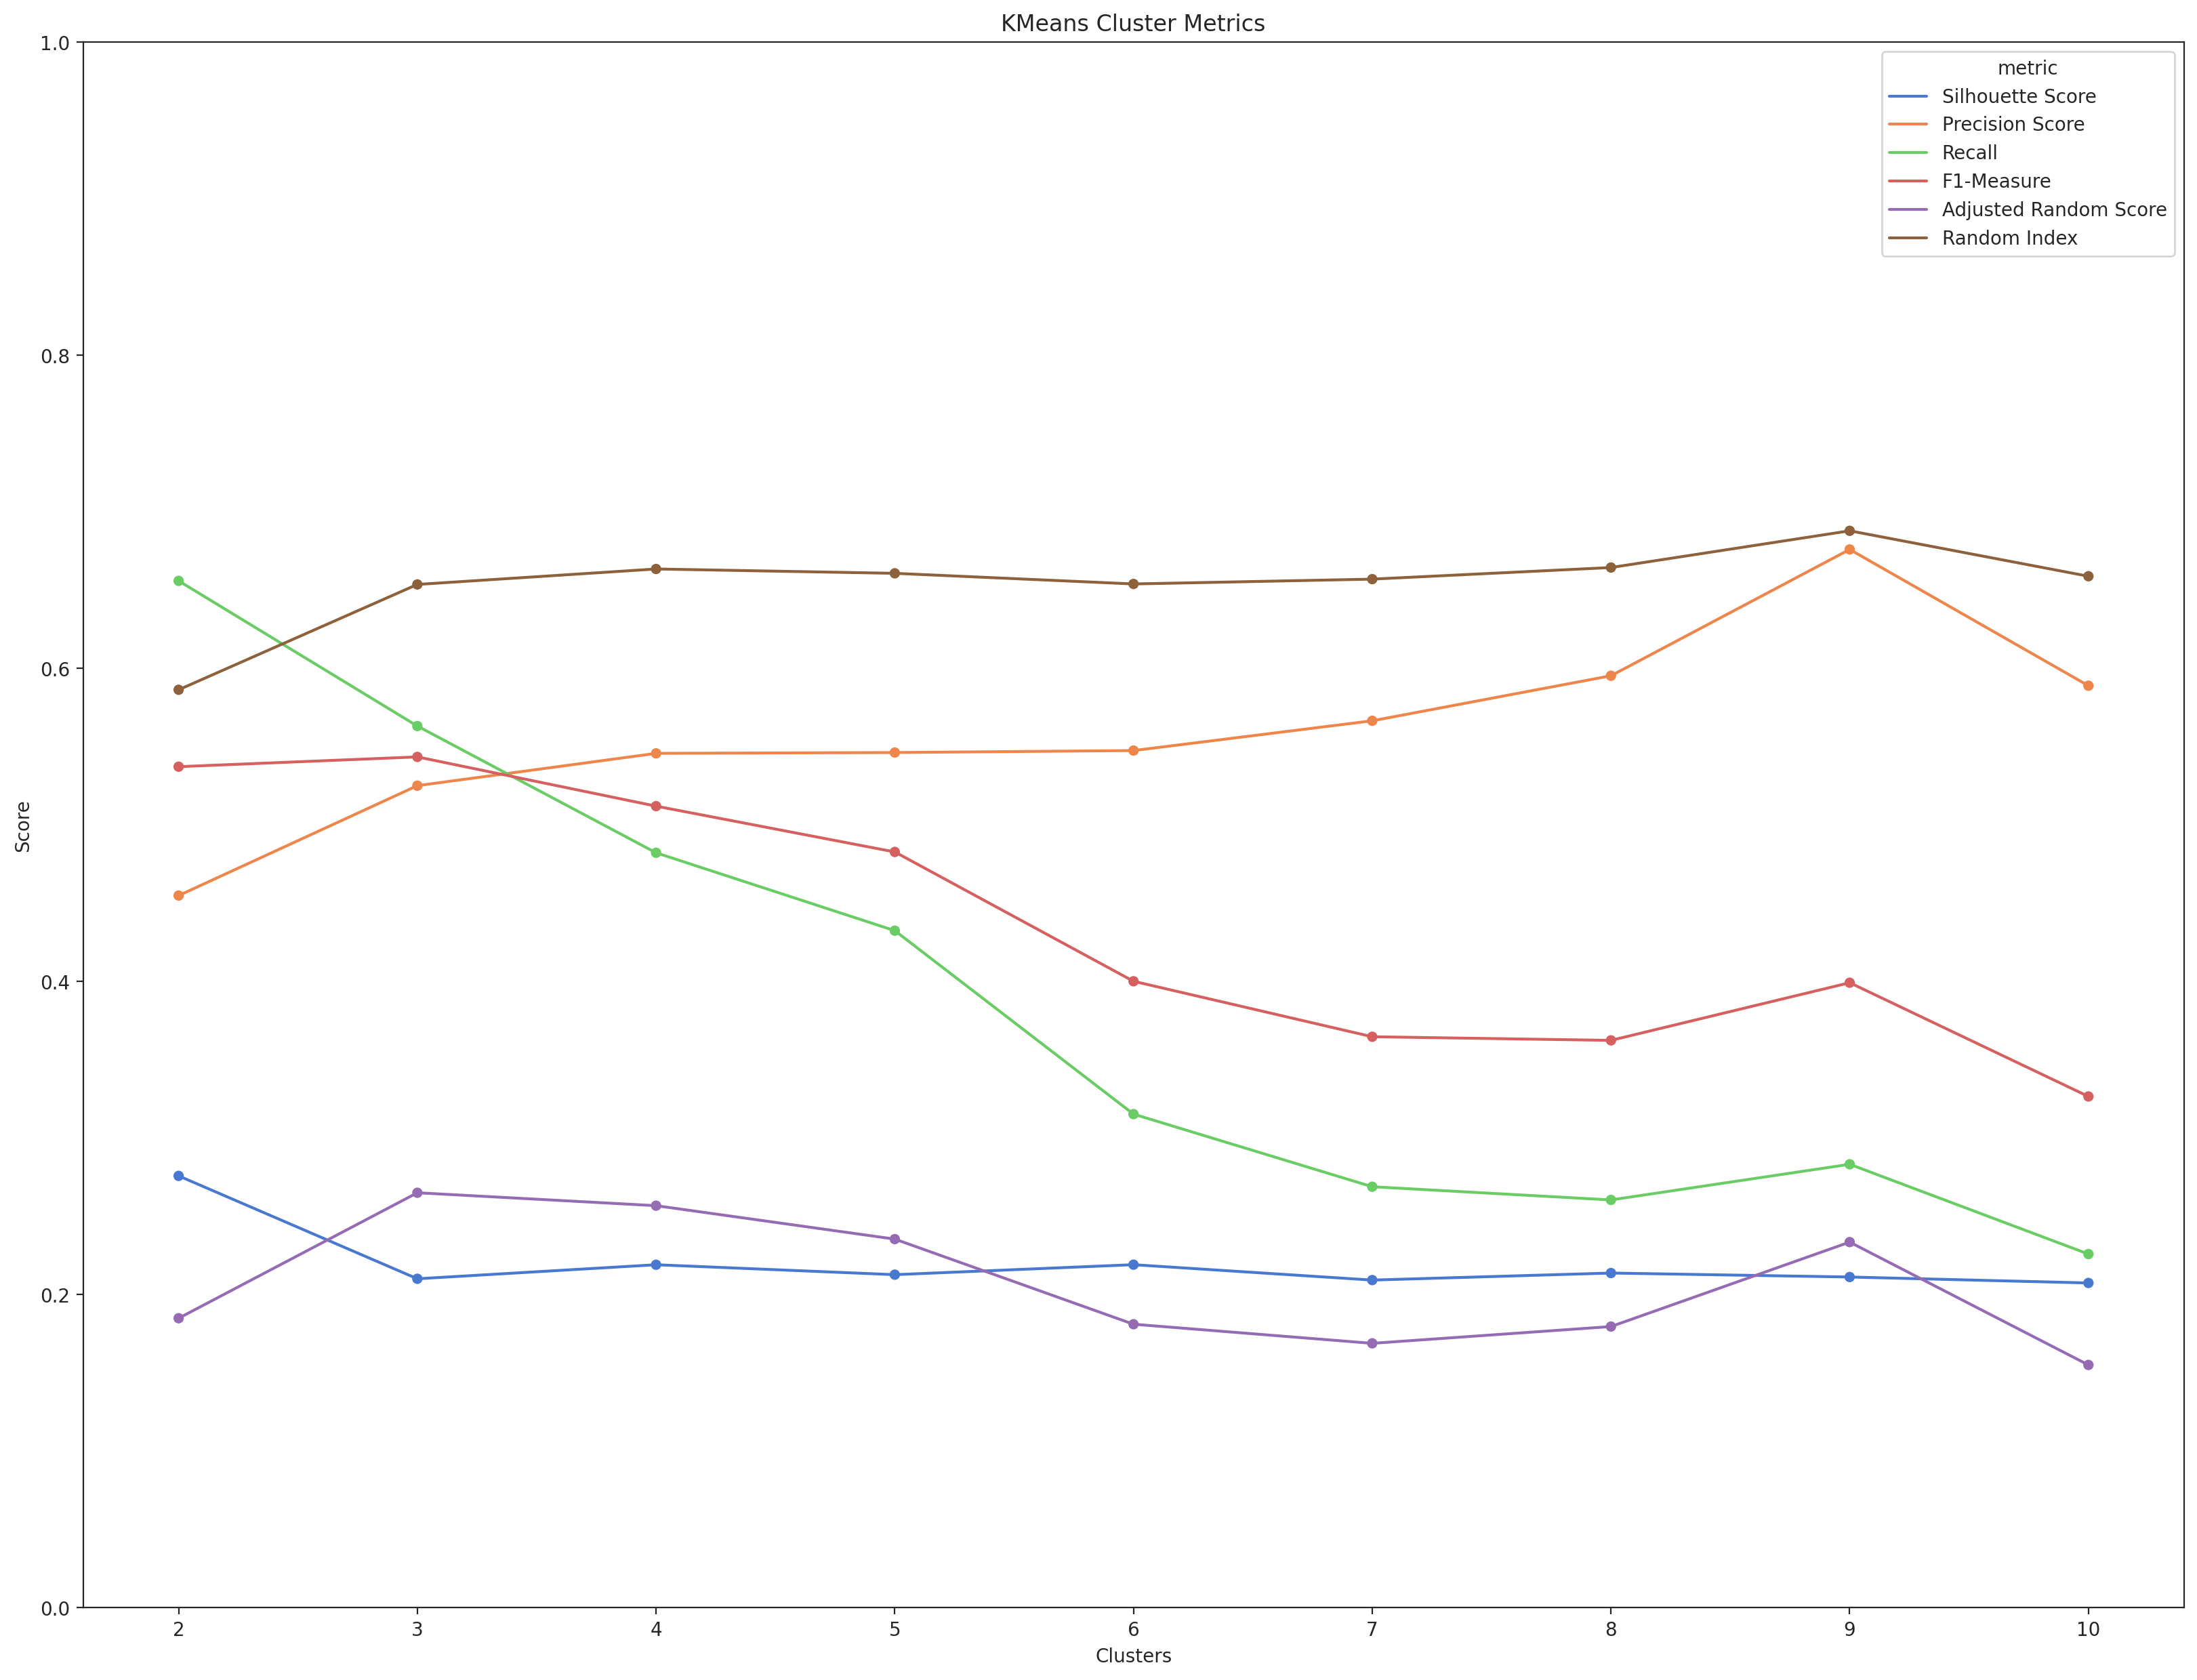 KMeans Cluster Metrics
metric
Silhouette Score
Precision Score
Recall
F1-Measure
Adjusted Random Score
Random Index
Score
1.0
0.8
0.6
0.4
0.2
0.0
2 3 4 5 6 7 8 9 10
Clusters